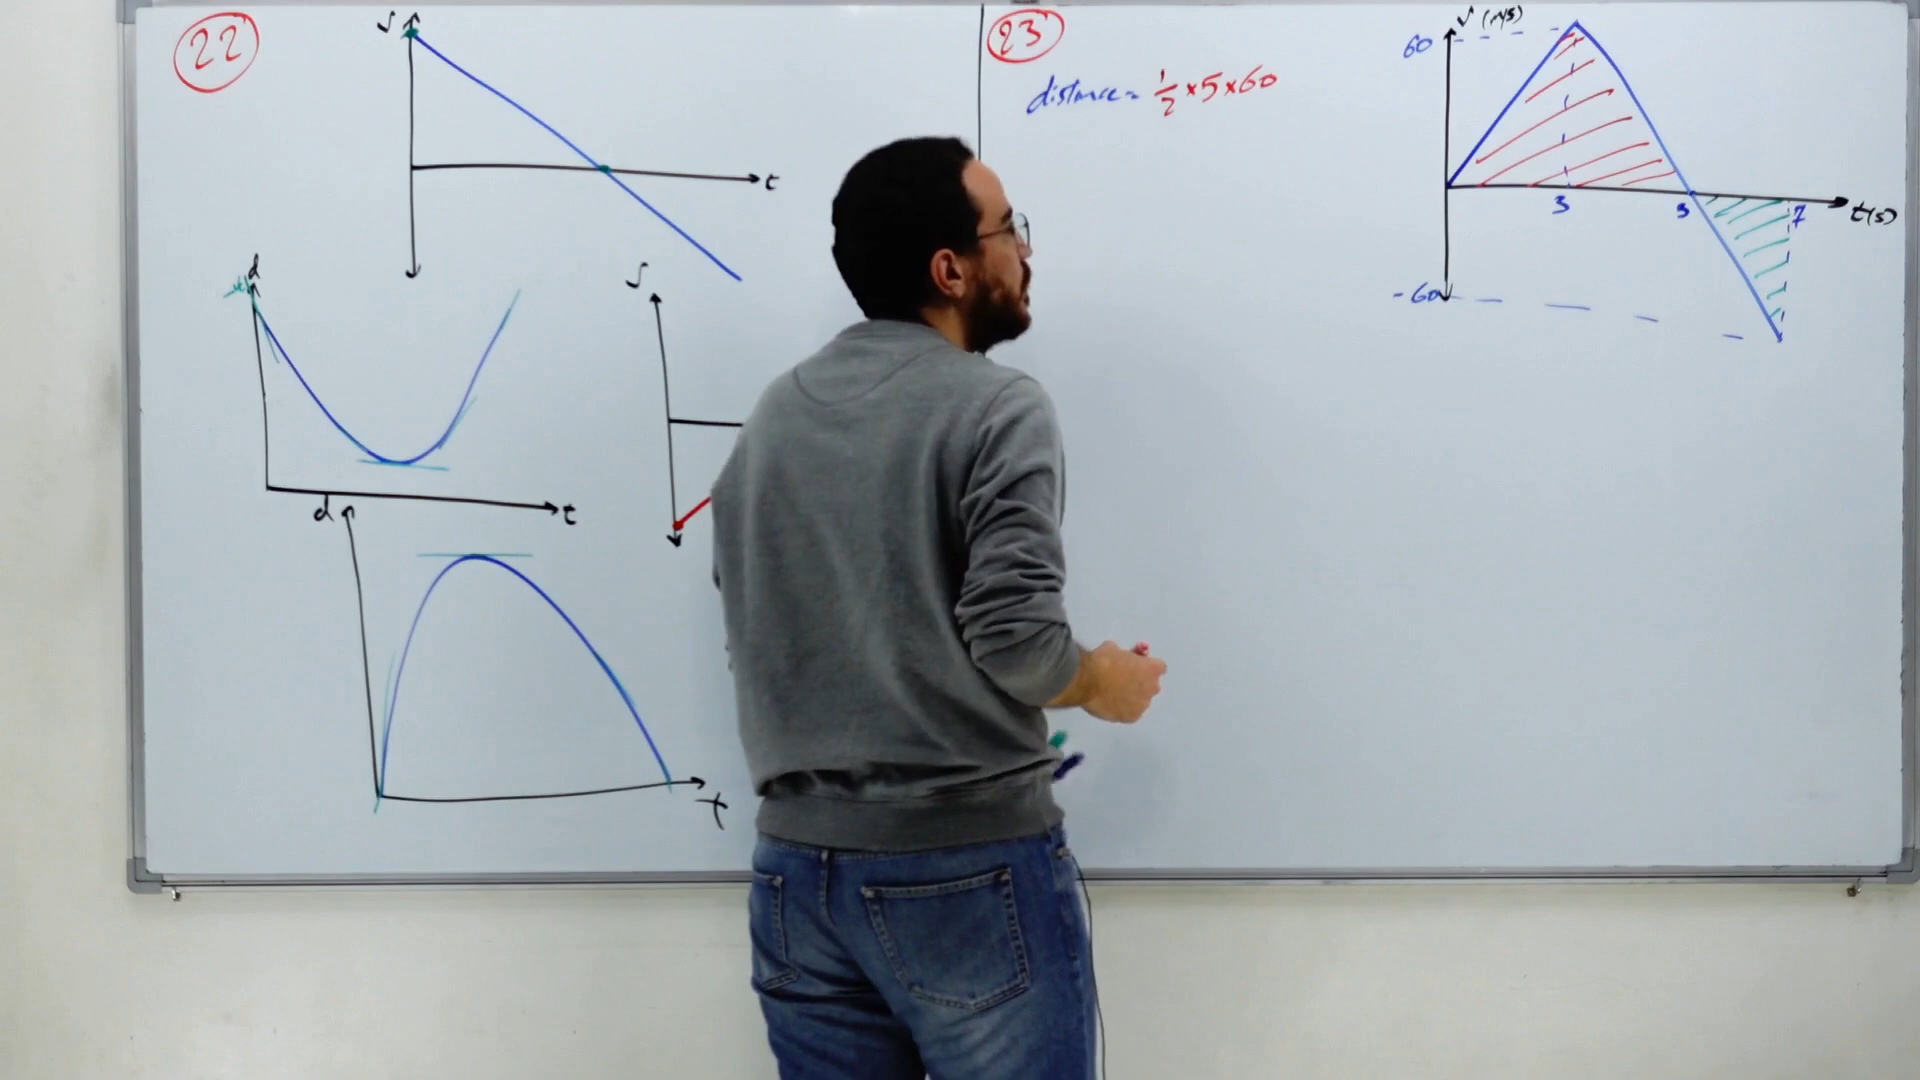 22
v
t
d
t
d
t
v
23
distance = 1/2 × 5 × 60
v (m/s)
60
3
5
7
t(s)
-60